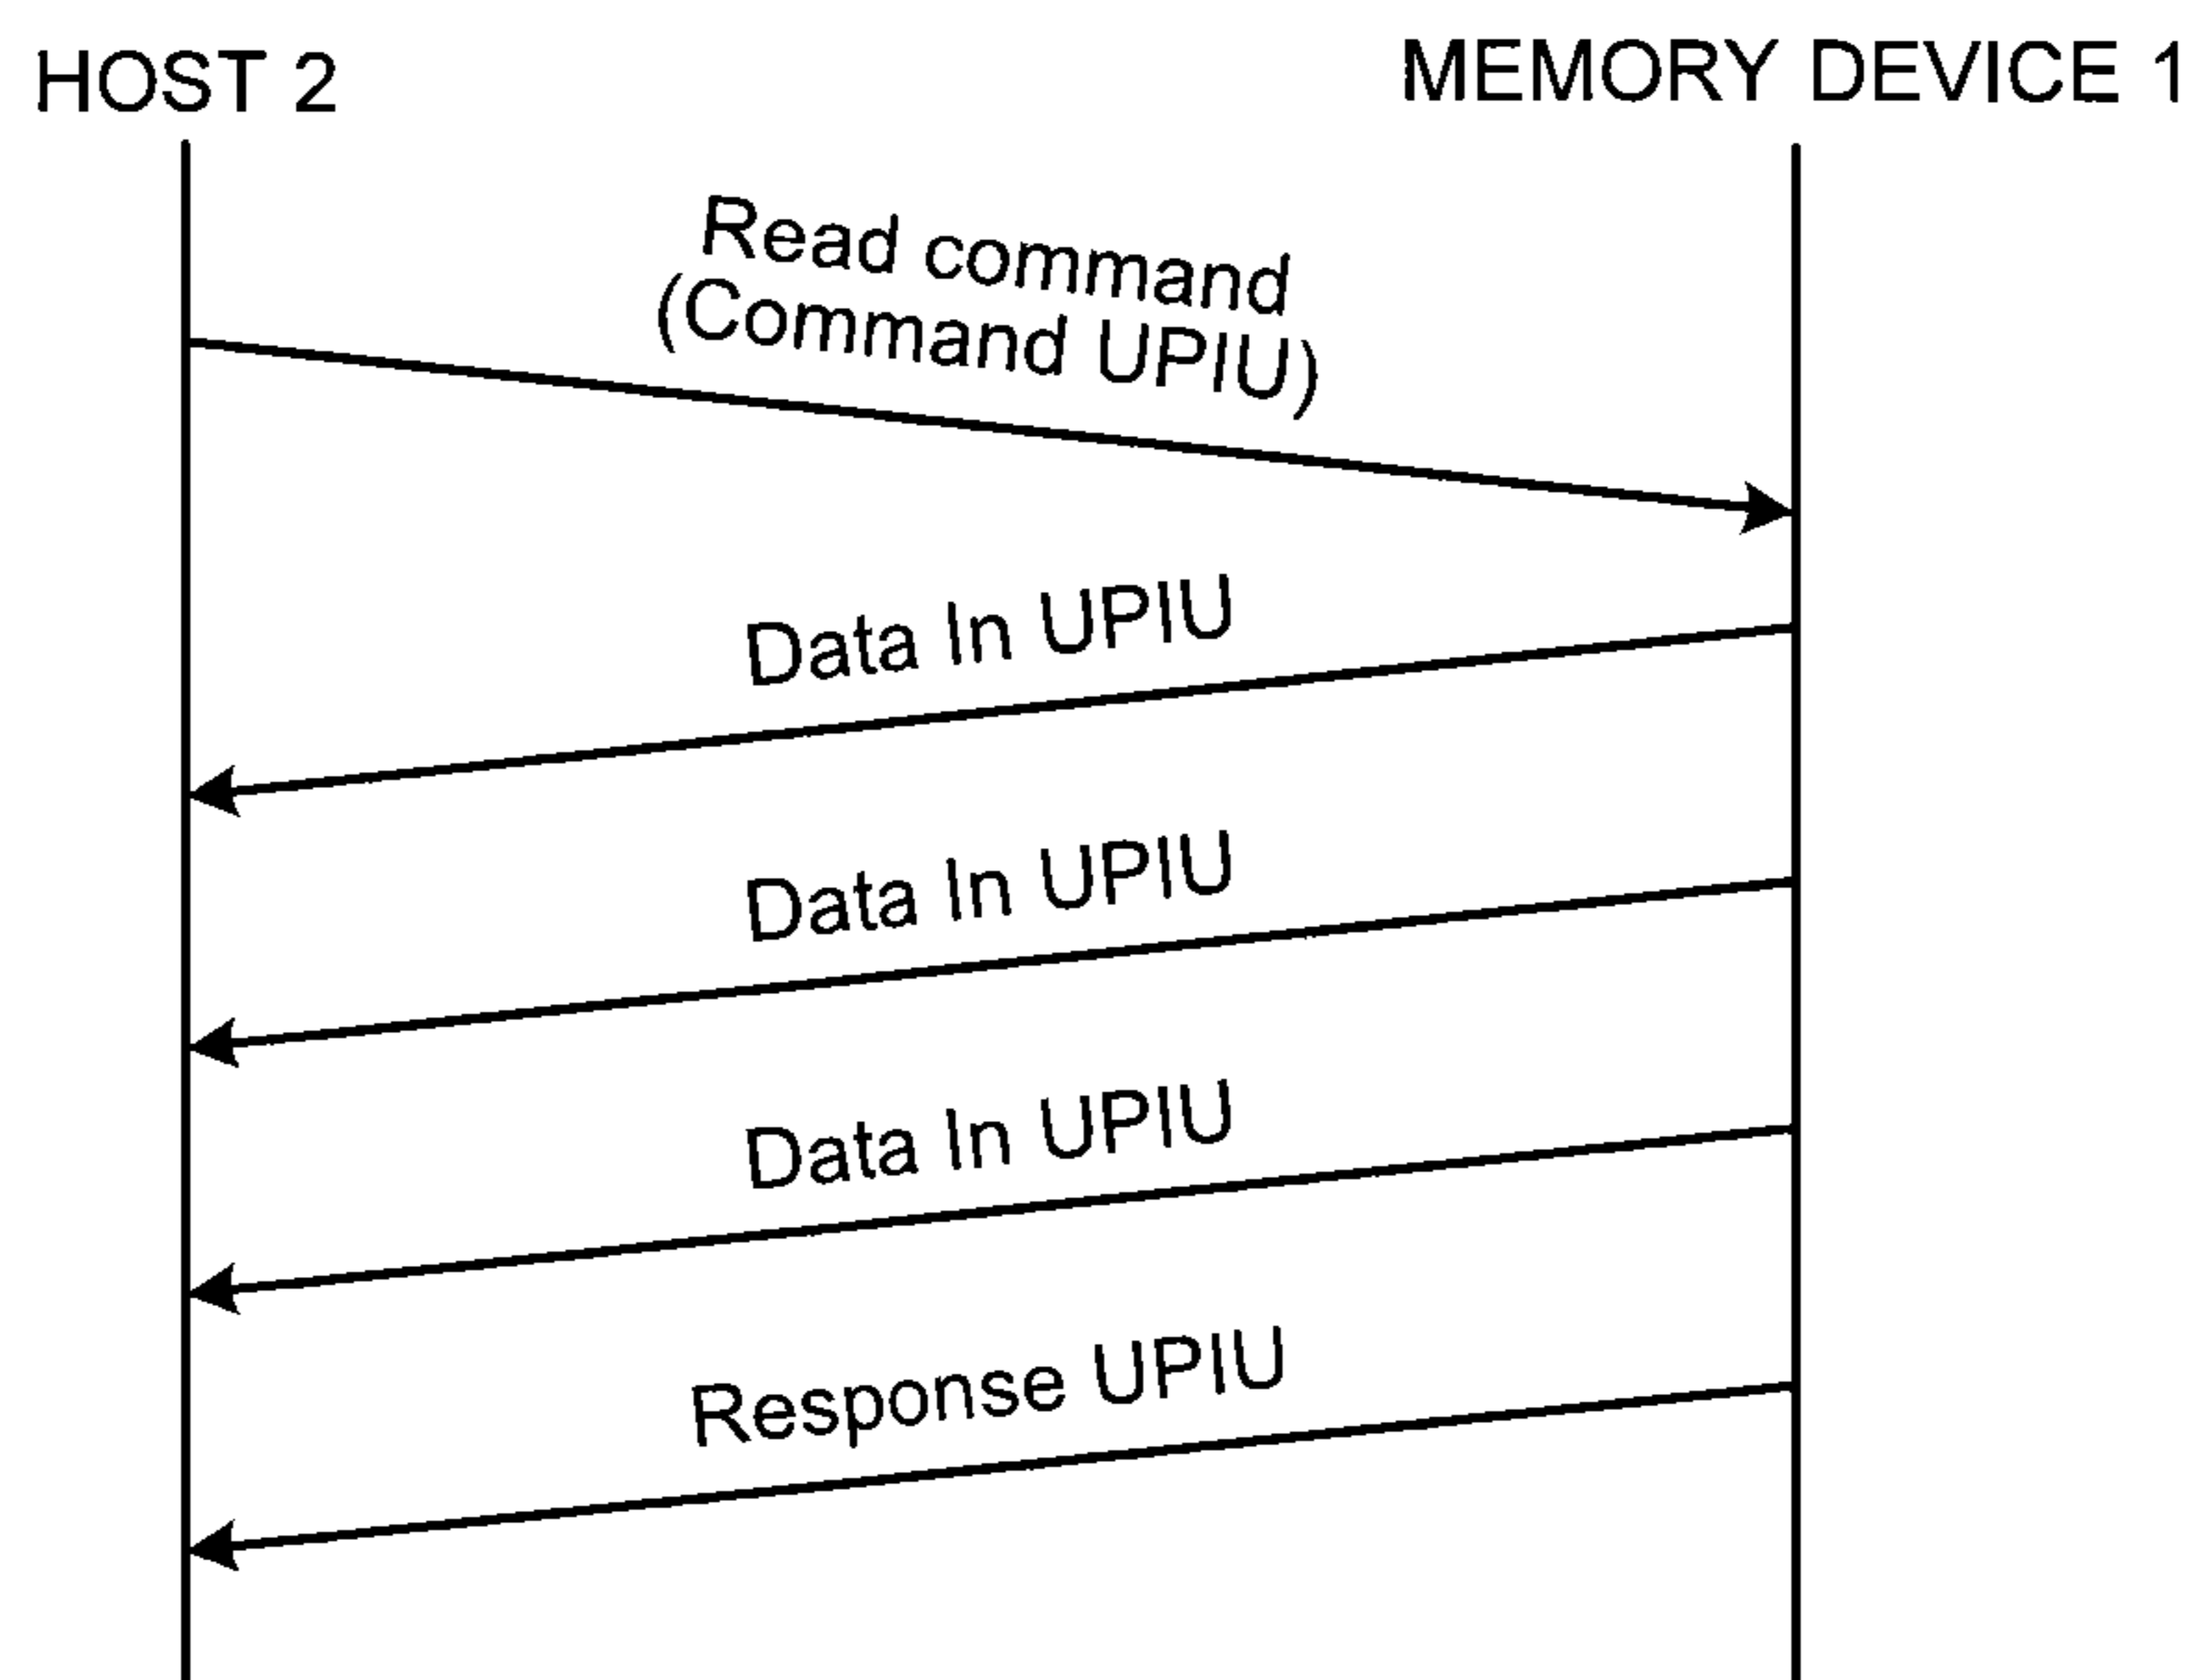 HOST 2
MEMORY DEVICE 1
Read command
(Command UPIU)
Data In UPIU
Data In UPIU
Data In UPIU
Response UPIU